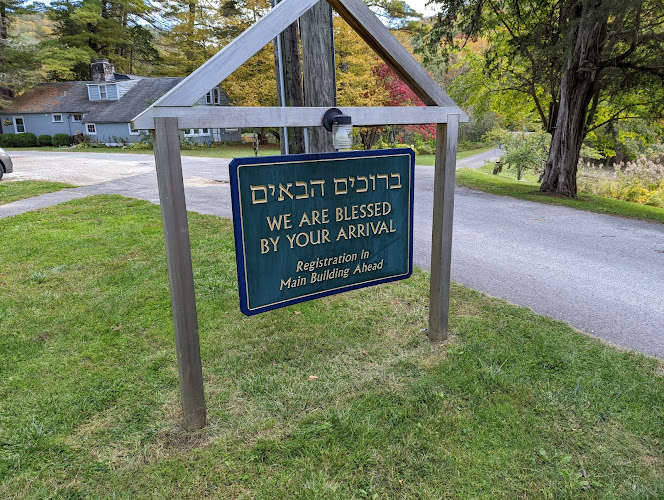 ברוכים הבאים
WE ARE BLESSED
BY YOUR ARRIVAL
Registration in
Main Building Ahead